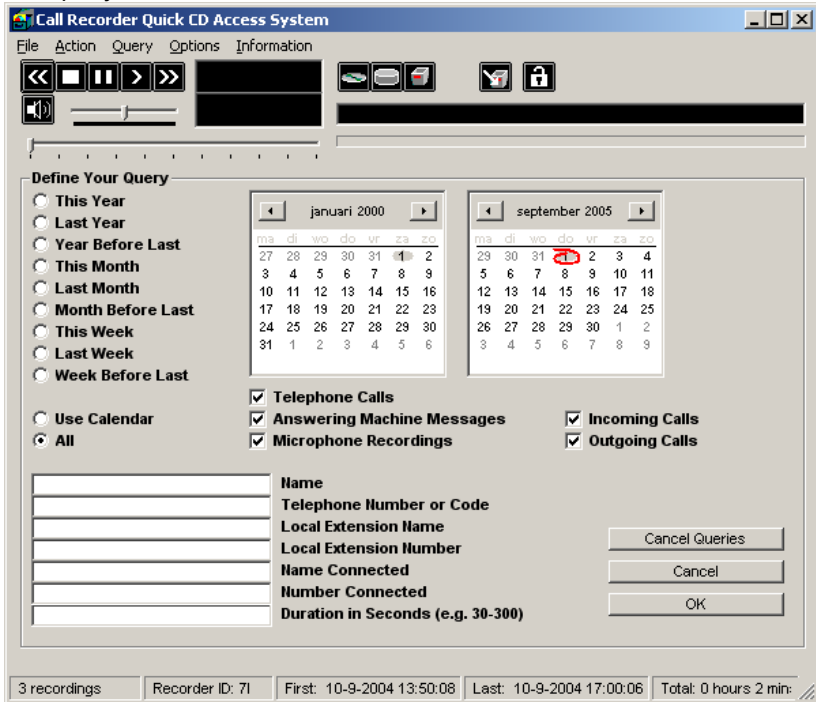 Call Recorder Quick CD Access System
File Action Query Options Information
Define Your Query
This Year
Last Year
Year Before Last
This Month
Last Month
Month Before Last
This Week
Last Week
Week Before Last
Use Calendar
All
januari 2000
ma di wo do vr za zo
27 28 29 30 31 1 2
3 4 5 6 7 8 9
10 11 12 13 14 15 16
17 18 19 20 21 22 23
24 25 26 27 28 29 30
31 1 2 3 4 5 6
september 2005
ma di wo do vr za zo
29 30 31 1 2 3 4
5 6 7 8 9 10 11
12 13 14 15 16 17 18
19 20 21 22 23 24 25
26 27 28 29 30 1 2
3 4 5 6 7 8 9
Telephone Calls
Answering Machine Messages
Microphone Recordings
Incoming Calls
Outgoing Calls
Name
Telephone Number or Code
Local Extension Name
Local Extension Number
Name Connected
Number Connected
Duration in Seconds (e.g. 30-300)
Cancel Queries
Cancel
OK
3 recordings Recorder ID: 7I First: 10-9-2004 13:50:08 Last: 10-9-2004 17:00:06 Total: 0 hours 2 min: